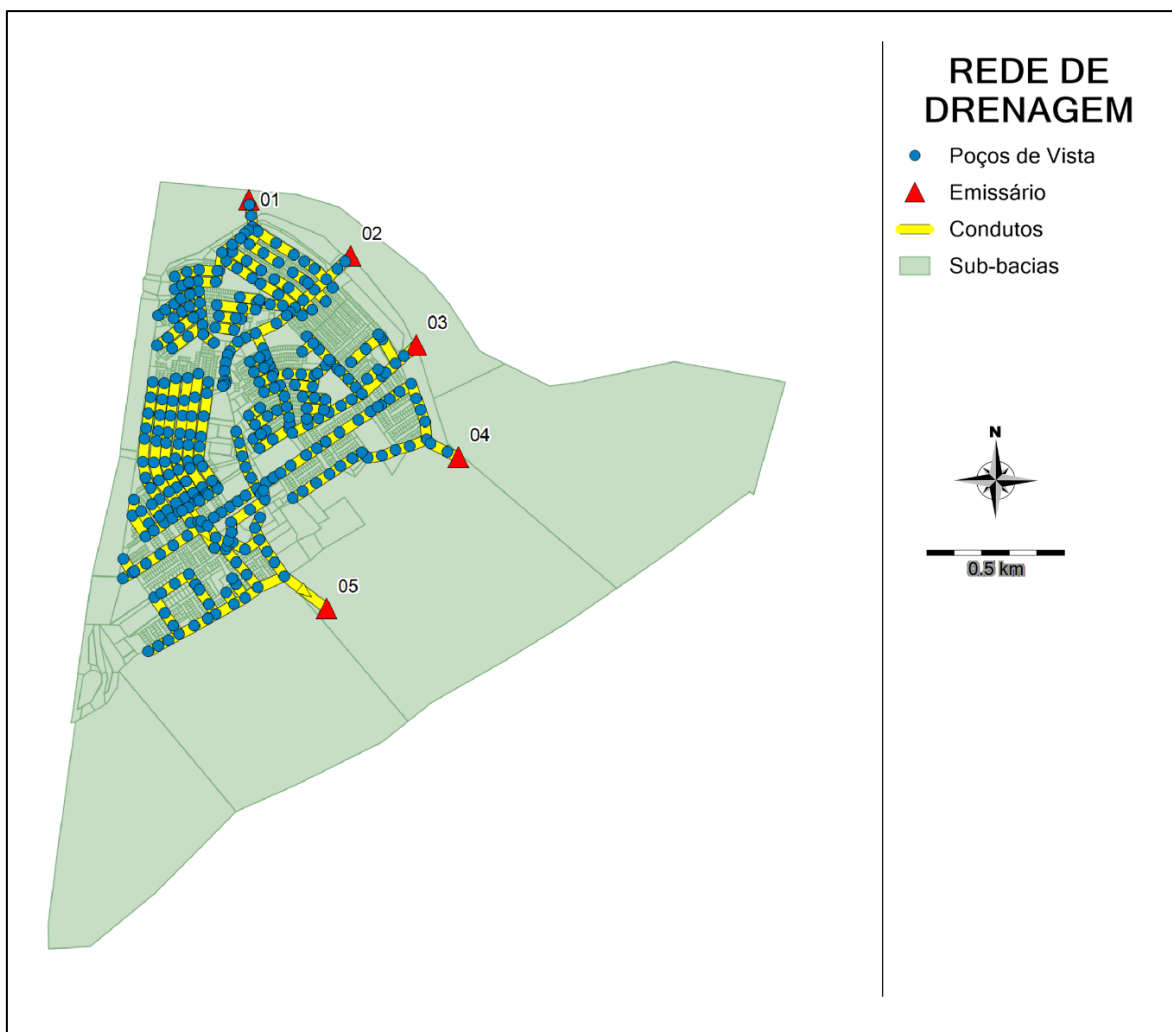 REDE DE
DRENAGEM
Poços de Vista
Emissário
Condutos
Sub-bacias
01
02
03
04
05
N
0.5 km